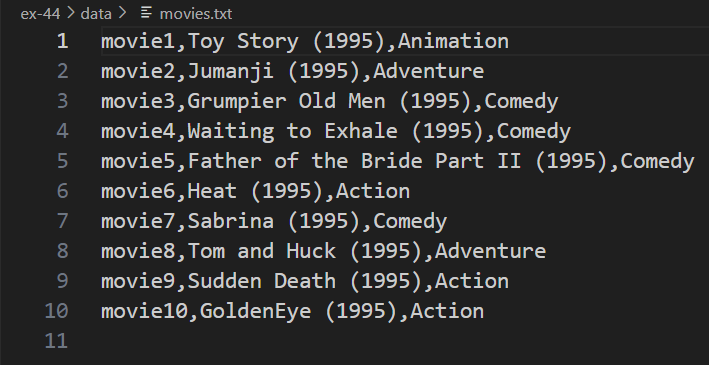 ex-44 > data > movies.txt
1 movie1,Toy Story (1995),Animation
2 movie2,Jumanji (1995),Adventure
3 movie3,Grumpier Old Men (1995),Comedy
4 movie4,Waiting to Exhale (1995),Comedy
5 movie5,Father of the Bride Part II (1995),Comedy
6 movie6,Heat (1995),Action
7 movie7,Sabrina (1995),Comedy
8 movie8,Tom and Huck (1995),Adventure
9 movie9,Sudden Death (1995),Action
10 movie10,GoldenEye (1995),Action
11